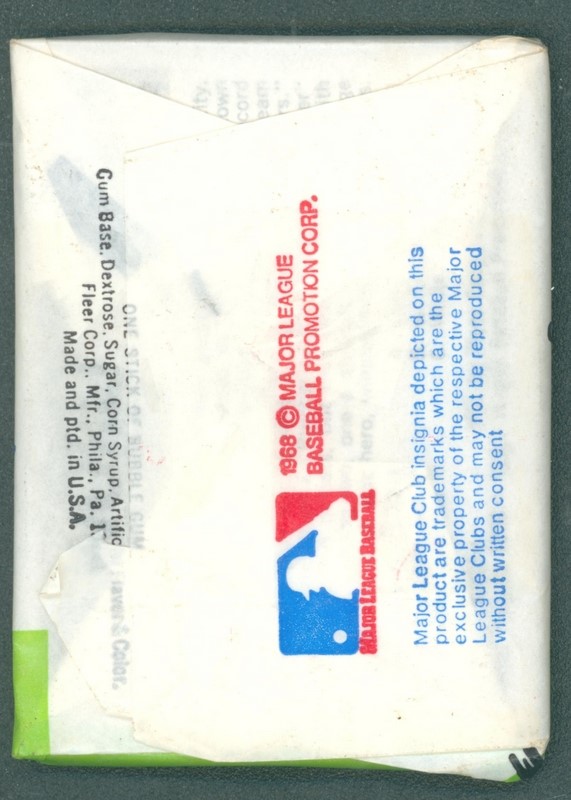 1968 © MAJOR LEAGUE
BASEBALL PROMOTION CORP.
MAJOR LEAGUE BASEBALL
Major League Club insignia depicted on this
product are trademarks which are the
exclusive property of the respective Major
League Clubs and may not be reproduced
without written consent
ONE STICK OF BUBBLE GUM
Gum Base, Dextrose, Sugar, Corn Syrup, Artific
Flavor & Color.
Fleer Corp., Mfr., Phila., Pa.
Made and ptd. in U.S.A.